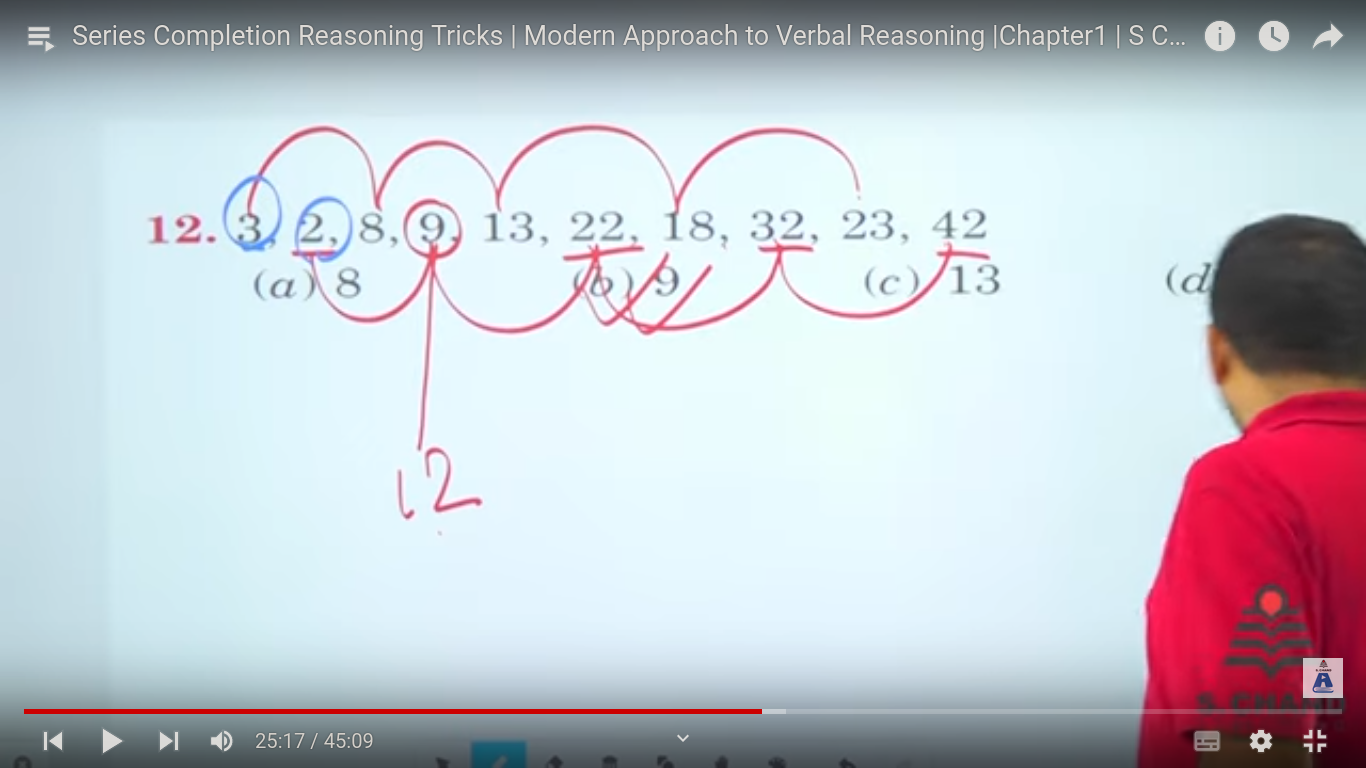 Series Completion Reasoning Tricks | Modern Approach to Verbal Reasoning |Chapter1 | S C...
12. 3, 2, 8, 9, 13, 22, 18, 32, 23, 42
(a) 8 (b) 9 (c) 13 (d
12
S. CHAND
25:17 / 45:09